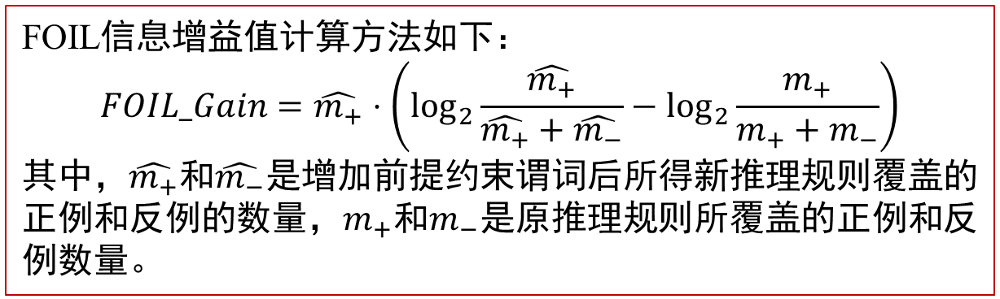 FOIL信息增益值计算方法如下：
$FOIL\_Gain = \widehat{m_+} \cdot \left( \log_2 \frac{\widehat{m_+}}{\widehat{m_+} + \widehat{m_-}} - \log_2 \frac{m_+}{m_+ + m_-} \right)$
其中，$\widehat{m_+}$和$\widehat{m_-}$是增加前提约束谓词后所得新推理规则覆盖的
正例和反例的数量，$m_+$和$m_-$是原推理规则所覆盖的正例和反
例数量。